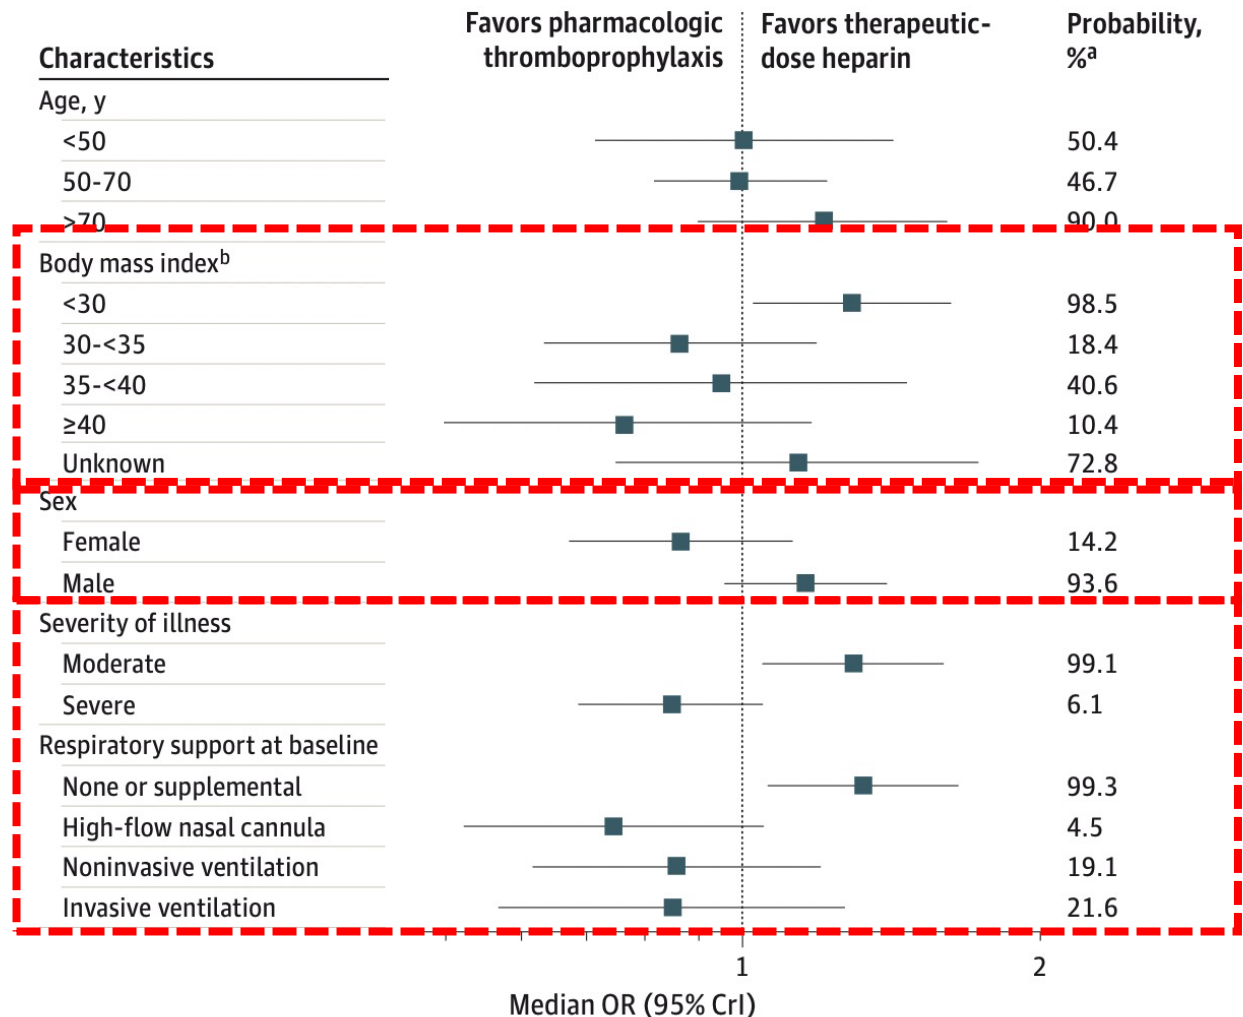 Favors pharmacologic thromboprophylaxis
Favors therapeutic-dose heparin
Probability, %a
Characteristics
Age, y
<50 50.4
50-70 46.7
>70 90.0
Body mass indexb
<30 98.5
30-<35 18.4
35-<40 40.6
≥40 10.4
Unknown 72.8
Sex
Female 14.2
Male 93.6
Severity of illness
Moderate 99.1
Severe 6.1
Respiratory support at baseline
None or supplemental 99.3
High-flow nasal cannula 4.5
Noninvasive ventilation 19.1
Invasive ventilation 21.6
1 2
Median OR (95% CrI)